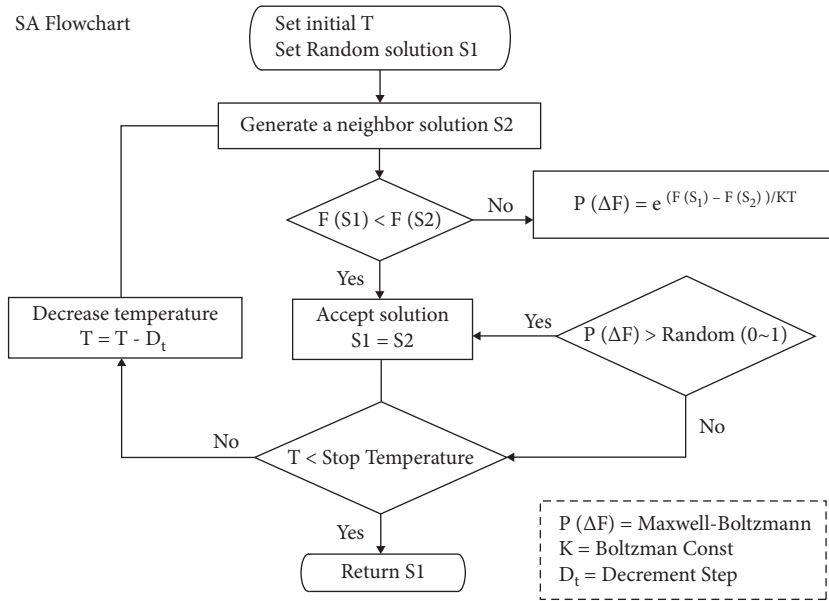 SA Flowchart
Set initial T
Set Random solution S1
Generate a neighbor solution S2
F (S1) < F (S2)
No
P (ΔF) = e (F (S₁) – F (S₂) )/KT
Yes
Decrease temperature
T = T - Dₜ
Accept solution
S1 = S2
Yes
P (ΔF) > Random (0~1)
No
No
T < Stop Temperature
Yes
Return S1
P (ΔF) = Maxwell-Boltzmann
K = Boltzman Const
Dₜ = Decrement Step